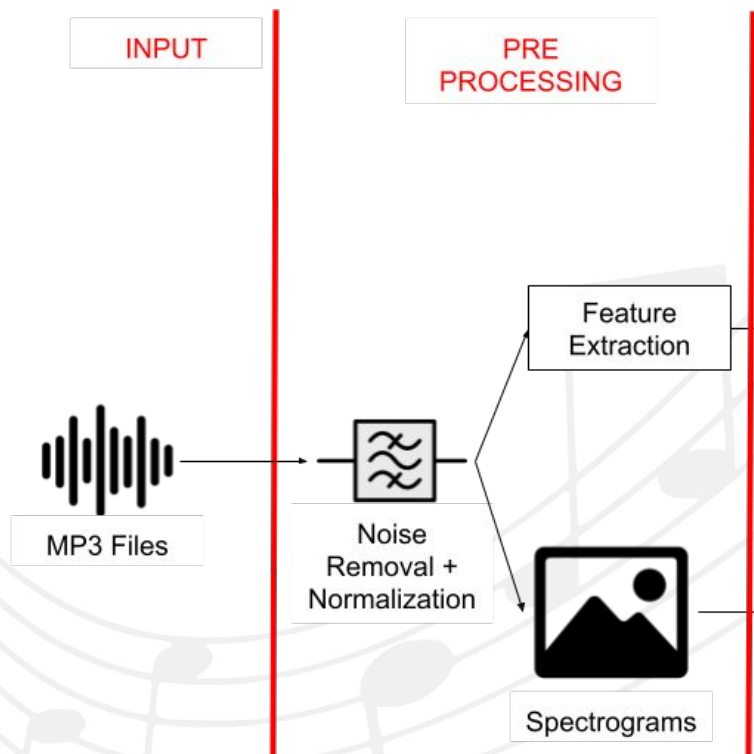 INPUT
PRE
PROCESSING
Feature
Extraction
MP3 Files
Noise
Removal +
Normalization
Spectrograms